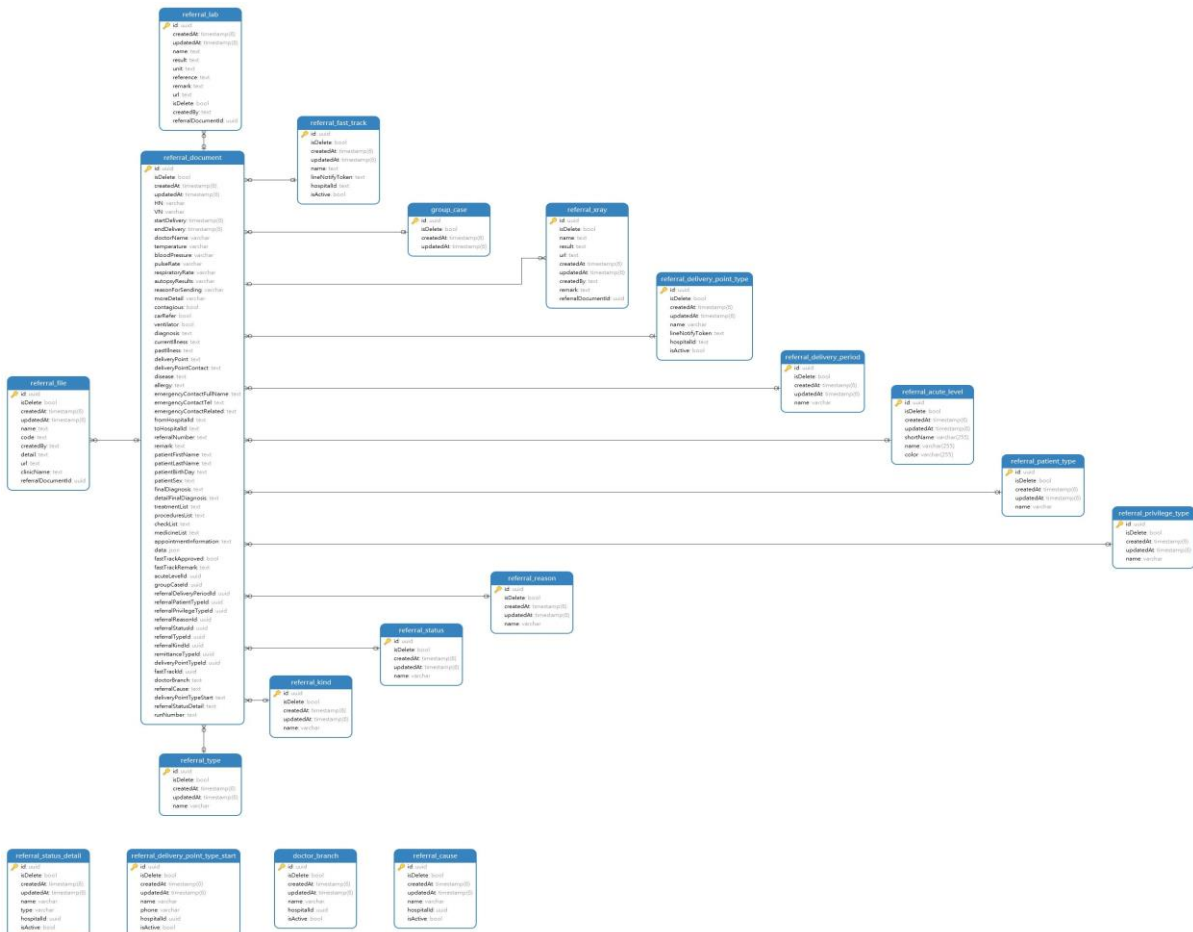 referral_lab
id: uuid
createdAt: timestamp(6)
updatedAt: timestamp(6)
name: text
result: text
unit: text
reference: text
remark: text
url: text
isDelete: bool
createdBy: text
referralDocumentId: uuid
referral_fast_track
id: uuid
isDelete: bool
createdAt: timestamp(6)
updatedAt: timestamp(6)
name: text
lineNotifyToken: text
hospitalId: text
isActive: bool
referral_document
id: uuid
isDelete: bool
createdAt: timestamp(6)
updatedAt: timestamp(6)
HN: varchar
VN: varchar
startDelivery: timestamp(6)
endDelivery: timestamp(6)
doctorName: varchar
temperature: varchar
bloodPressure: varchar
pulseRate: varchar
respiratoryRate: varchar
autopsyResults: varchar
reasonForSending: varchar
moreDetail: varchar
contagious: bool
carRefer: bool
ventilator: bool
diagnosis: text
currentIllness: text
pastIllness: text
deliveryPoint: text
deliveryPointContact: text
disease: text
allergy: text
emergencyContactFullName: text
emergencyContactTel: text
emergencyContactRelated: text
fromHospitalId: text
toHospitalId: text
referralNumber: text
remark: text
patientFirstName: text
patientLastName: text
patientBirthDay: text
patientSex: text
finalDiagnosis: text
detailFinalDiagnosis: text
treatmentList: text
proceduresList: text
checkList: text
medicineList: text
appointmentInformation: text
data: json
fastTrackApproved: bool
fastTrackRemark: text
acuteLevelId: uuid
groupCaseId: uuid
referralDeliveryPeriodId: uuid
referralPatientTypeId: uuid
referralPrivilegeTypeId: uuid
referralReasonId: uuid
referralStatusId: uuid
referralTypeId: uuid
referralKindId: uuid
remittanceTypeId: uuid
deliveryPointTypeId: uuid
fastTrackId: uuid
doctorBranch: text
referralCause: text
deliveryPointTypeStart: text
referralStatusDetail: text
runNumber: text
group_case
id: uuid
isDelete: bool
createdAt: timestamp(6)
updatedAt: timestamp(6)
referral_xray
id: uuid
isDelete: bool
name: text
result: text
url: text
createdAt: timestamp(6)
updatedAt: timestamp(6)
createdBy: text
remark: text
referralDocumentId: uuid
referral_delivery_point_type
id: uuid
isDelete: bool
createdAt: timestamp(6)
updatedAt: timestamp(6)
name: varchar
lineNotifyToken: text
hospitalId: text
isActive: bool
referral_delivery_period
id: uuid
isDelete: bool
createdAt: timestamp(6)
updatedAt: timestamp(6)
name: varchar
referral_file
id: uuid
isDelete: bool
createdAt: timestamp(6)
updatedAt: timestamp(6)
name: text
code: text
createdBy: text
detail: text
url: text
clinicName: text
referralDocumentId: uuid
referral_acute_level
id: uuid
isDelete: bool
createdAt: timestamp(6)
updatedAt: timestamp(6)
shortName: varchar(255)
name: varchar(255)
color: varchar(255)
referral_patient_type
id: uuid
isDelete: bool
createdAt: timestamp(6)
updatedAt: timestamp(6)
name: varchar
referral_privilege_type
id: uuid
isDelete: bool
createdAt: timestamp(6)
updatedAt: timestamp(6)
name: varchar
referral_reason
id: uuid
isDelete: bool
createdAt: timestamp(6)
updatedAt: timestamp(6)
name: varchar
referral_status
id: uuid
isDelete: bool
createdAt: timestamp(6)
updatedAt: timestamp(6)
name: varchar
referral_kind
id: uuid
isDelete: bool
createdAt: timestamp(6)
updatedAt: timestamp(6)
name: varchar
referral_type
id: uuid
isDelete: bool
createdAt: timestamp(6)
updatedAt: timestamp(6)
name: varchar
referral_status_detail
id: uuid
isDelete: bool
createdAt: timestamp(6)
updatedAt: timestamp(6)
name: varchar
type: varchar
hospitalId: uuid
isActive: bool
referral_delivery_point_type_start
id: uuid
isDelete: bool
createdAt: timestamp(6)
updatedAt: timestamp(6)
name: varchar
phone: varchar
hospitalId: uuid
isActive: bool
doctor_branch
id: uuid
isDelete: bool
createdAt: timestamp(6)
updatedAt: timestamp(6)
name: varchar
hospitalId: uuid
isActive: bool
referral_cause
id: uuid
isDelete: bool
createdAt: timestamp(6)
updatedAt: timestamp(6)
name: varchar
hospitalId: uuid
isActive: bool